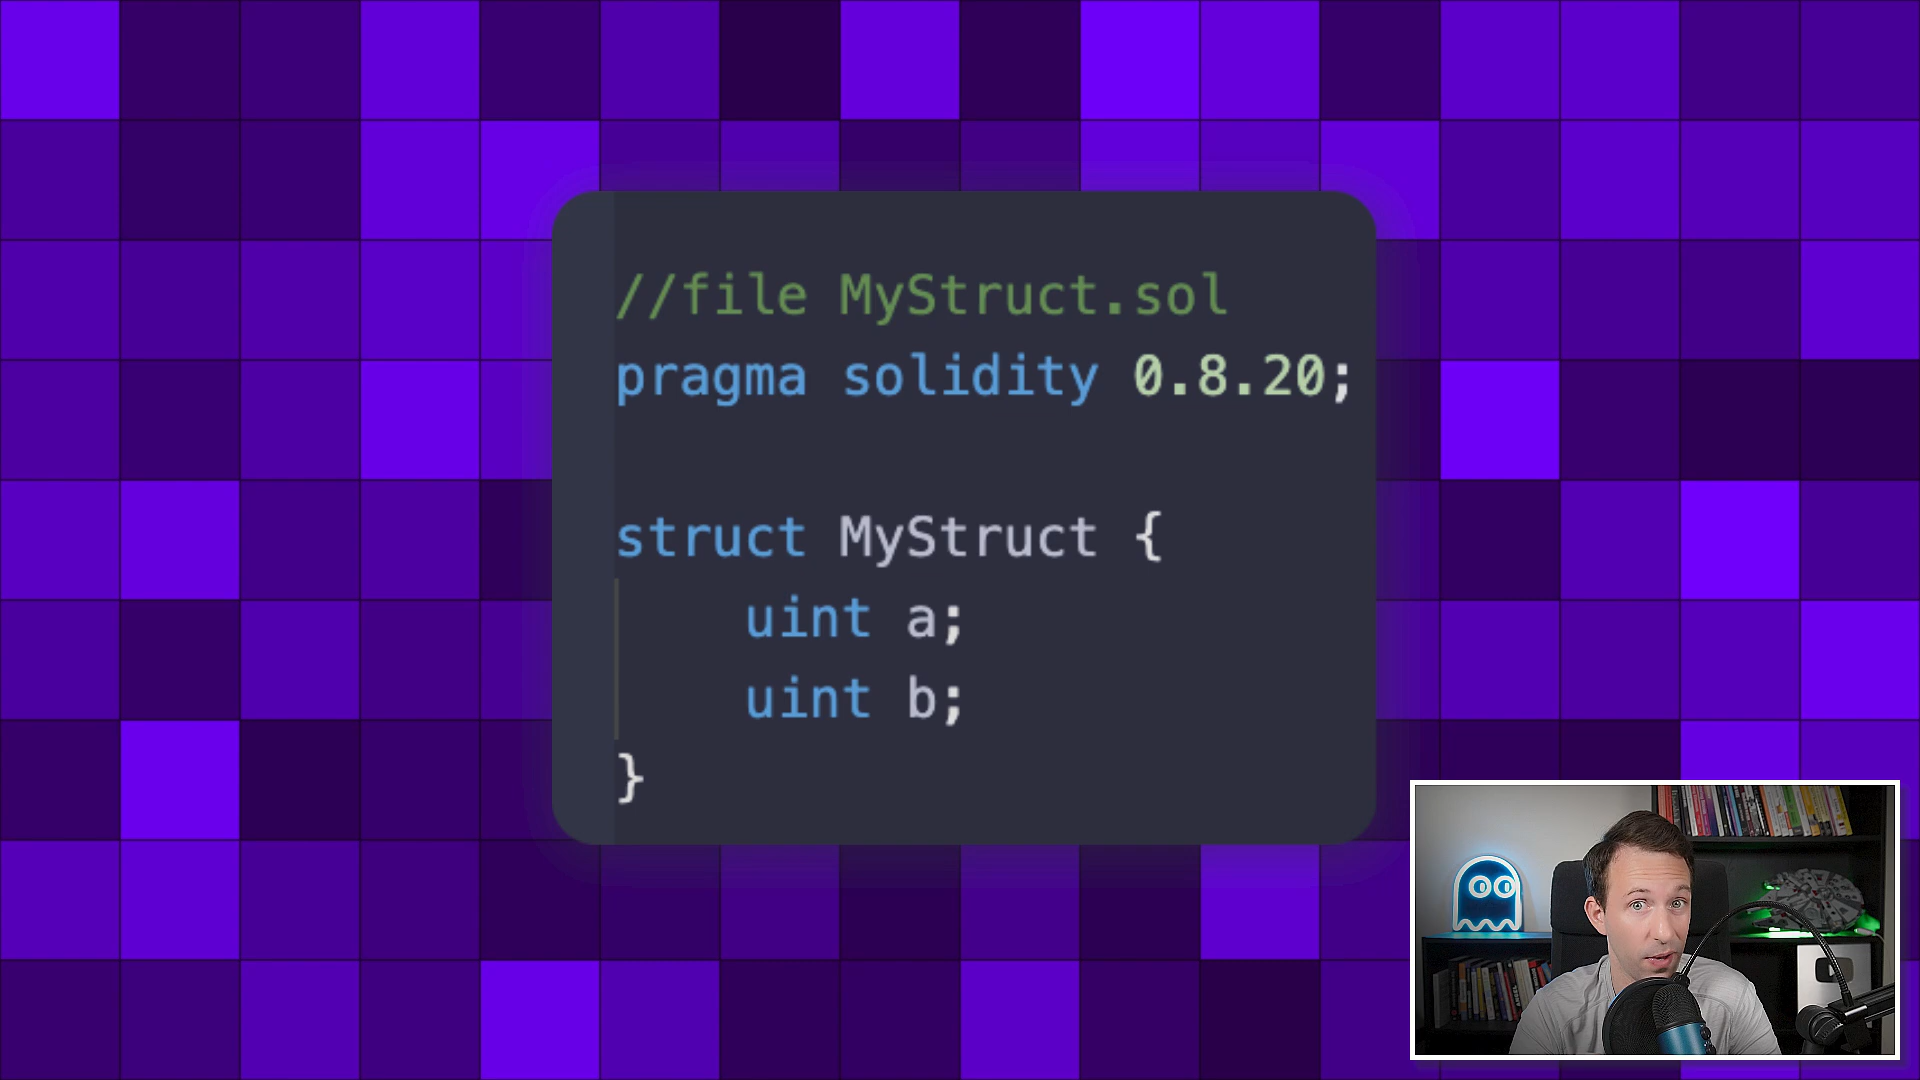 //file MyStruct.sol
pragma solidity 0.8.20;
struct MyStruct {
uint a;
uint b;
}